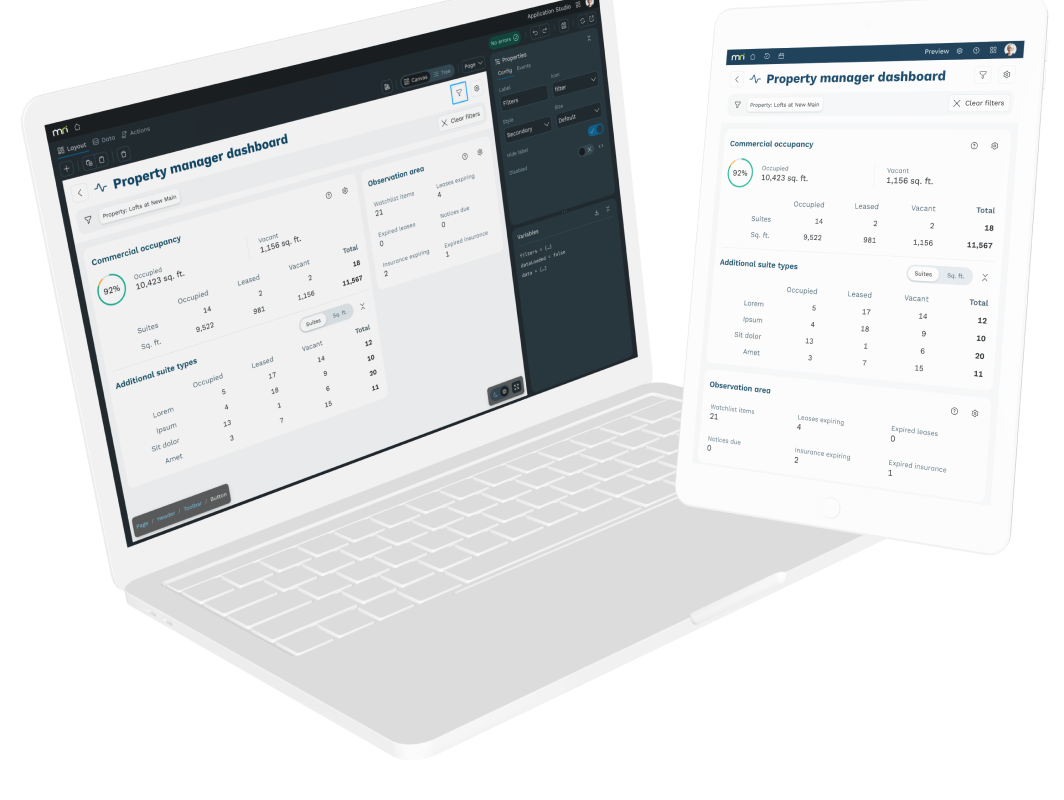 mri
Application Studio
Layout Data Actions
Canvas Tree
Page
No errors
Property manager dashboard
Clear filters
Property: Lofts at New Main
Commercial occupancy
92%
Occupied
10,423 sq. ft.
Vacant
1,156 sq. ft.
Occupied Leased Vacant Total
Suites 14 2 2 18
Sq. ft. 9,522 981 1,156 11,567
Additional suite types
Suites Sq. ft.
Occupied Leased Vacant Total
Lorem 5 17 14 12
Ipsum 4 18 9 10
Sit dolor 13 1 6 20
Amet 3 7 15 11
Observation area
Watchlist items
21
Leases expiring
4
Expired leases
0
Notices due
0
Insurance expiring
2
Expired insurance
1
Page / Header / Toolbar / Button
Properties
Config Events
Label
Filters
Icon
filter
Style
Secondary
Size
Default
Hide label
Disabled
Variables
filters = {…}
dataLoaded = false
data = {…}
mri
Preview
Property manager dashboard
Property: Lofts at New Main
Clear filters
Commercial occupancy
92%
Occupied
10,423 sq. ft.
Vacant
1,156 sq. ft.
Occupied Leased Vacant Total
Suites 14 2 2 18
Sq. ft. 9,522 981 1,156 11,567
Additional suite types
Suites Sq. ft.
Occupied Leased Vacant Total
Lorem 5 17 14 12
Ipsum 4 18 9 10
Sit dolor 13 1 6 20
Amet 3 7 15 11
Observation area
Watchlist items
21
Leases expiring
4
Expired leases
0
Notices due
0
Insurance expiring
2
Expired insurance
1